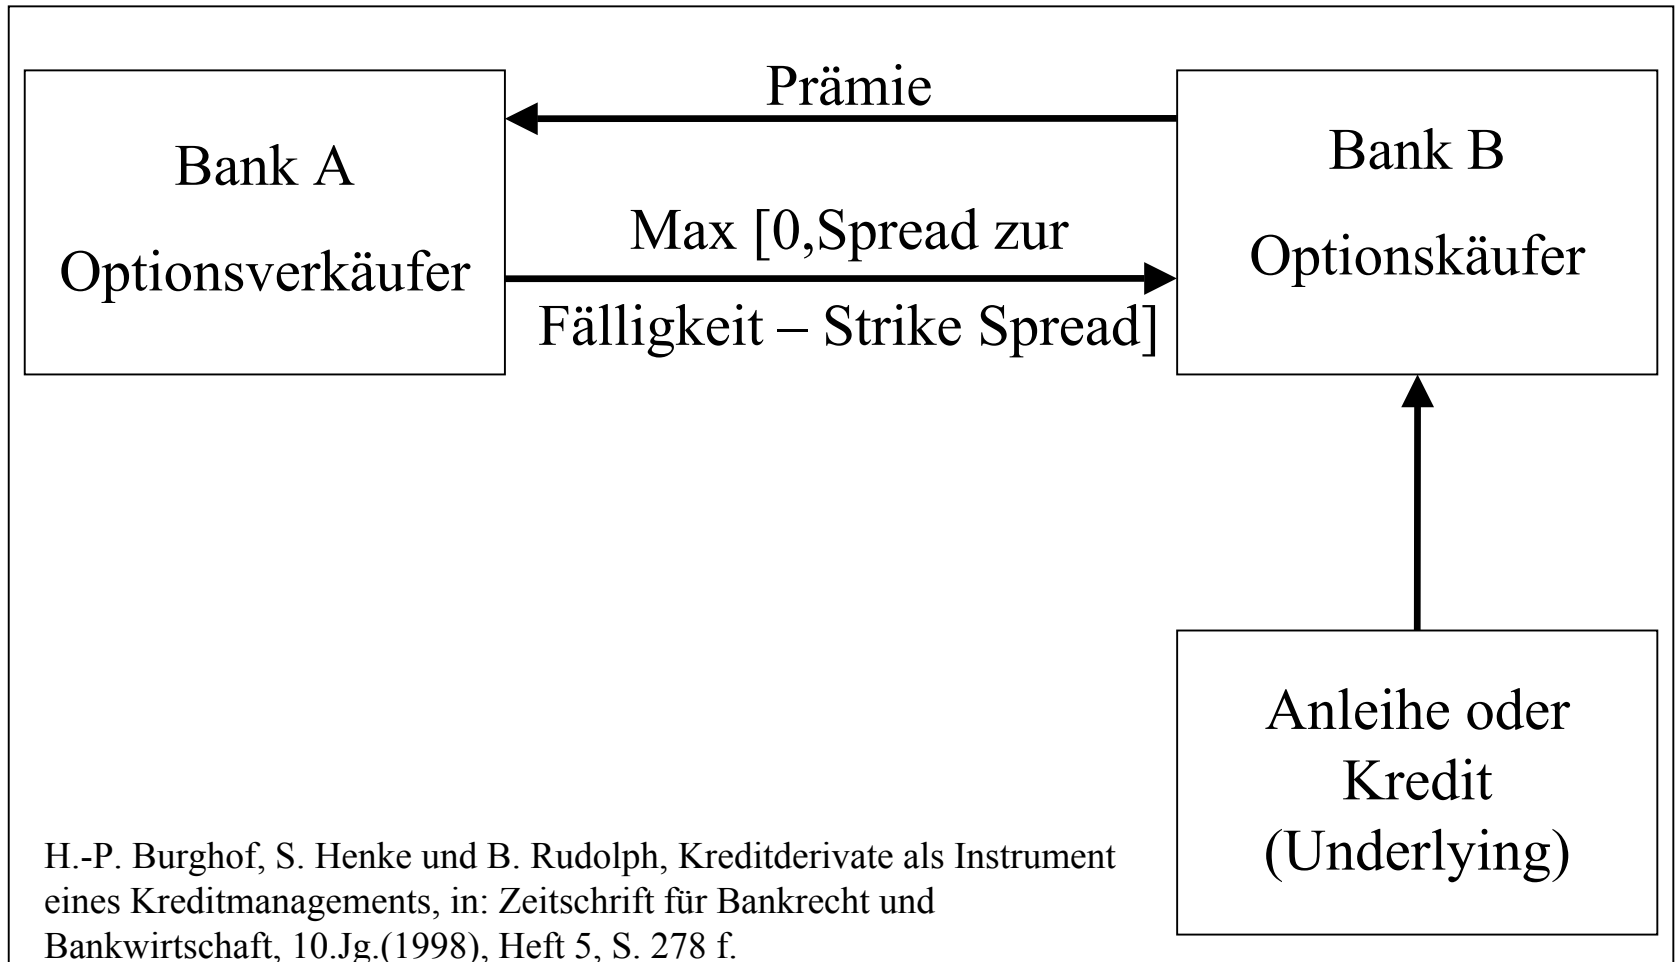 Prämie
Bank A
Optionsverkäufer
Max [0,Spread zur
Fälligkeit – Strike Spread]
Bank B
Optionskäufer
Anleihe oder
Kredit
(Underlying)
H.-P. Burghof, S. Henke und B. Rudolph, Kreditderivate als Instrument
eines Kreditmanagements, in: Zeitschrift für Bankrecht und
Bankwirtschaft, 10.Jg.(1998), Heft 5, S. 278 f.